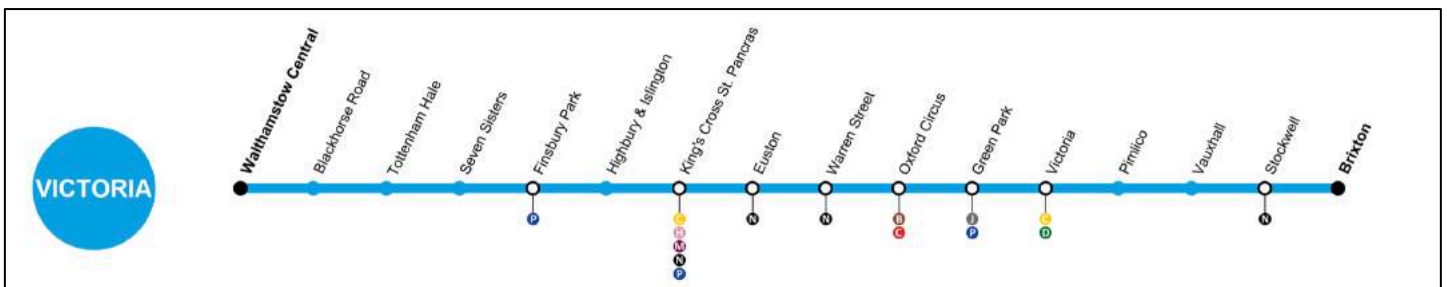 VICTORIA
Walthamstow Central
Blackhorse Road
Tottenham Hale
Seven Sisters
Finsbury Park
Highbury & Islington
King's Cross St. Pancras
Euston
Warren Street
Oxford Circus
Green Park
Victoria
Pimlico
Vauxhall
Stockwell
Brixton
P
C
H
M
N
P
N
N
B
C
J
P
C
D
N